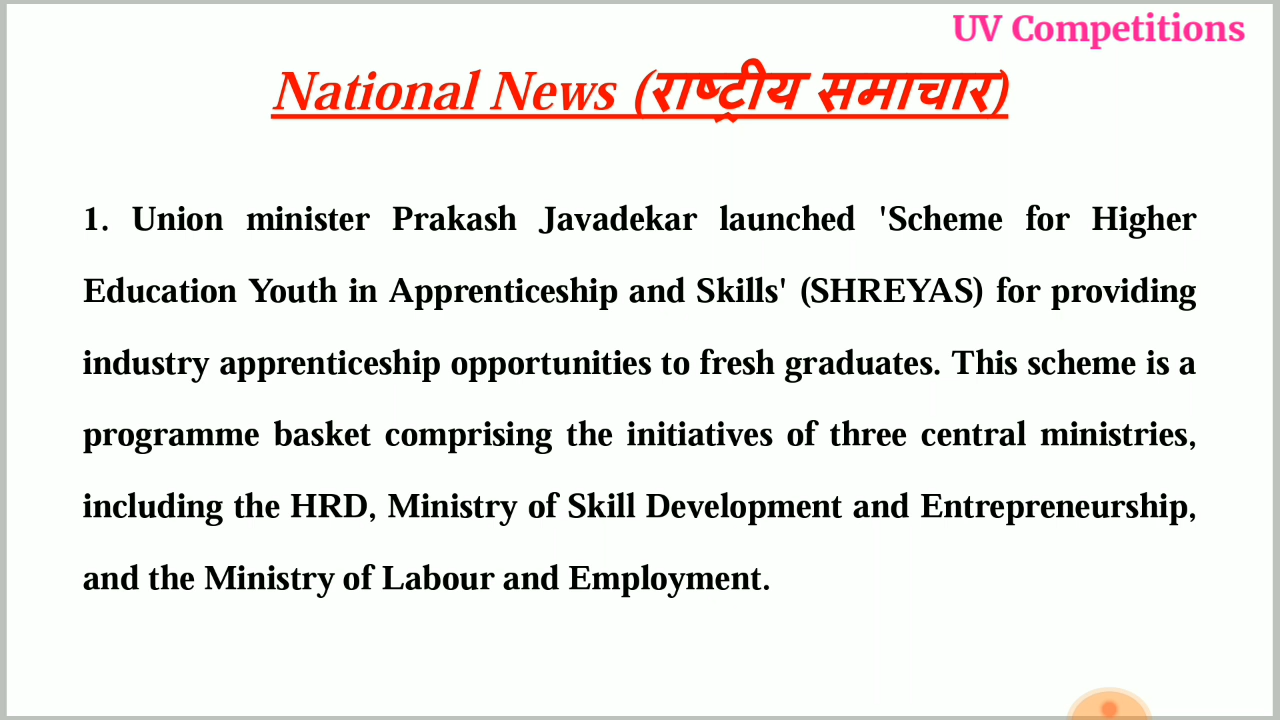 UV Competitions
National News (राष्ट्रीय समाचार)
1. Union minister Prakash Javadekar launched 'Scheme for Higher
Education Youth in Apprenticeship and Skills' (SHREYAS) for providing
industry apprenticeship opportunities to fresh graduates. This scheme is a
programme basket comprising the initiatives of three central ministries,
including the HRD, Ministry of Skill Development and Entrepreneurship,
and the Ministry of Labour and Employment.